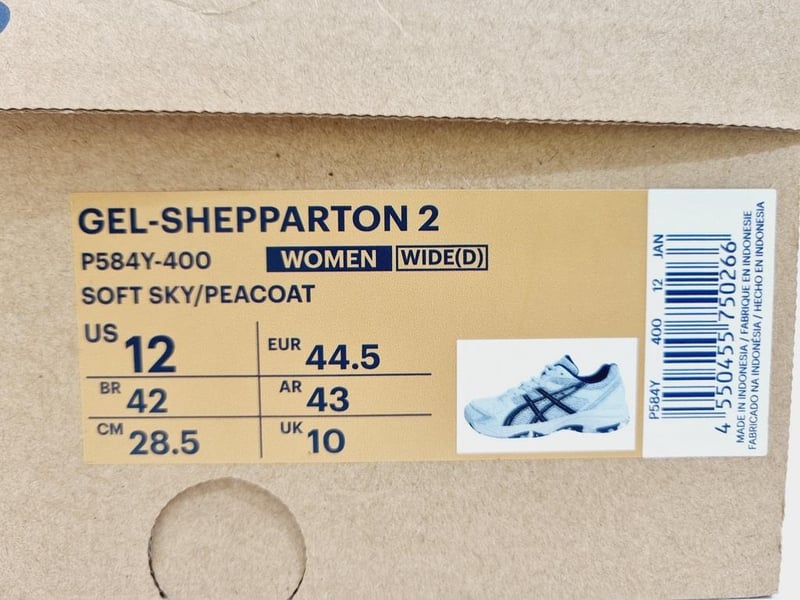 GEL-SHEPPARTON 2
P584Y-400 WOMEN WIDE(D)
SOFT SKY/PEACOAT
US 12 EUR 44.5
BR 42 AR 43
CM 28.5 UK 10
P584Y 400 12 JAN
4 550455 750266
MADE IN INDONESIA / FABRIQUE EN INDONESIE
FABRICADO NA INDONESIA / HECHO EN INDONESIA